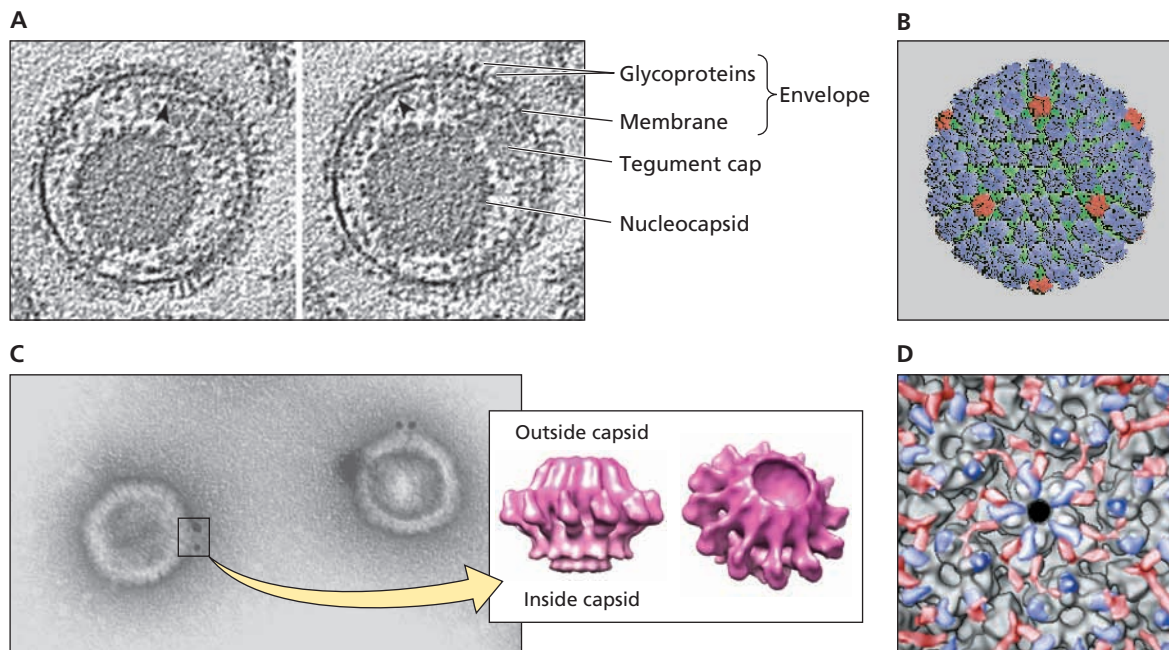 A
Glycoproteins
Envelope
Membrane
Tegument cap
Nucleocapsid
B
C
Outside capsid
Inside capsid
D